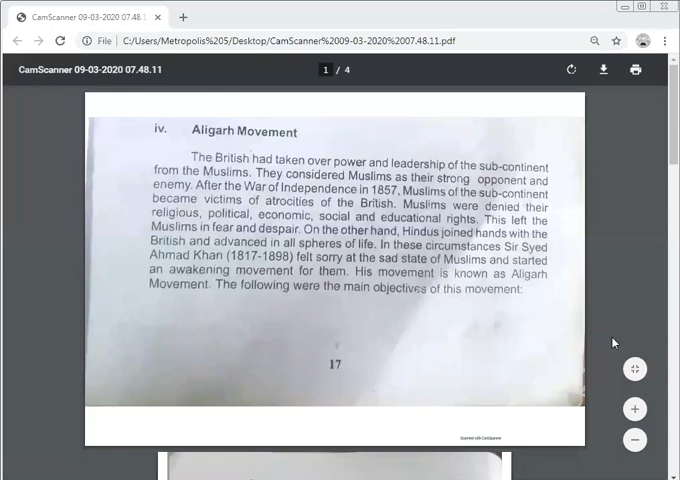 CamScanner 09-03-2020 07.48.1
File
C:/Users/Metropolis%205/Desktop/CamScanner%2009-03-2020%2007.48.11.pdf
CamScanner 09-03-2020 07.48.11
1 / 4
iv. Aligarh Movement
The British had taken over power and leadership of the sub-continent
from the Muslims. They considered Muslims as their strong opponent and
enemy. After the War of Independence in 1857, Muslims of the sub-continent
became victims of atrocities of the British. Muslims were denied their
religious, political, economic, social and educational rights. This left the
Muslims in fear and despair. On the other hand, Hindus joined hands with the
British and advanced in all spheres of life. In these circumstances Sir Syed
Ahmad Khan (1817-1898) felt sorry at the sad state of Muslims and started
an awakening movement for them. His movement is known as Aligarh
Movement. The following were the main objectives of this movement:
17
Scanned with CamScanner